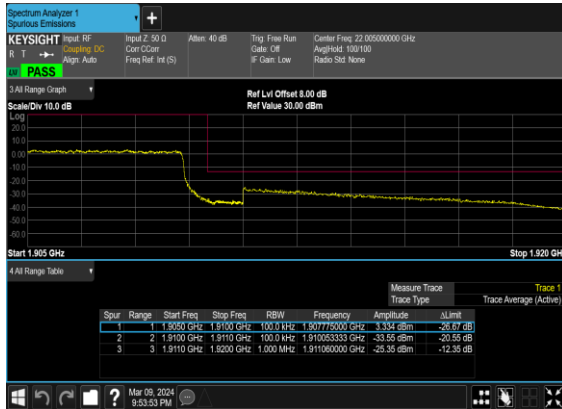 Spectrum Analyzer 1
Spurious Emissions
KEYSIGHT
R T
Input: RF
Coupling: DC
Align: Auto
Input Z: 50 Ω
Corr CCorr
Freq Ref: Int (S)
Atten: 40 dB
Trig: Free Run
Gate: Off
IF Gain: Low
Center Freq: 22.005000000 GHz
Avg|Hold: 100/100
Radio Std: None
PASS
3 All Range Graph
Scale/Div 10.0 dB
Ref Lvl Offset 8.00 dB
Ref Value 30.00 dBm
Log
20.0
10.0
0.00
-10.0
-20.0
-30.0
-40.0
-50.0
-60.0
Start 1.905 GHz
Stop 1.920 GH
4 All Range Table
Measure Trace Trace 1
Trace Type Trace Average (Active)
Spur Range Start Freq Stop Freq RBW Frequency Amplitude ΔLimit
1 1 1.9050 GHz 1.9100 GHz 100.0 kHz 1.907775000 GHz 3.334 dBm -26.67 dB
2 2 1.9100 GHz 1.9110 GHz 100.0 kHz 1.910053333 GHz -33.55 dBm -20.55 dB
3 3 1.9110 GHz 1.9200 GHz 1.000 MHz 1.911060000 GHz -25.35 dBm -12.35 dB
Mar 09, 2024
9:53:53 PM